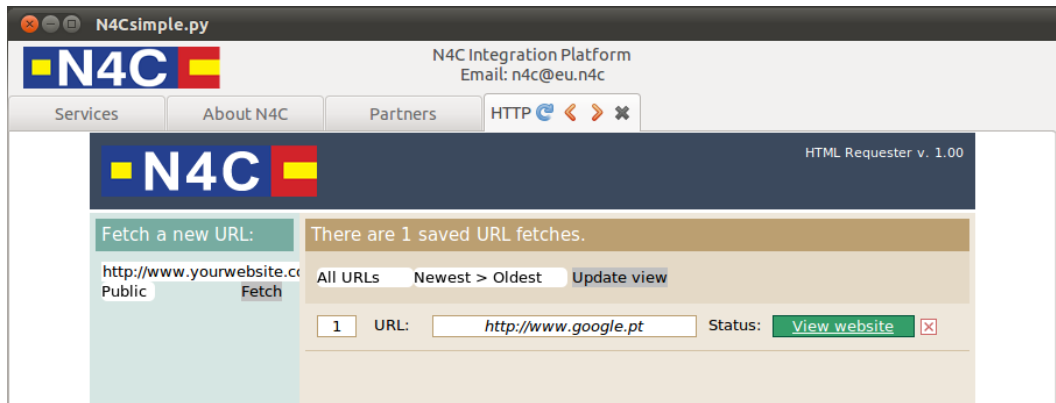 N4Csimple.py
N4C
N4C Integration Platform
Email: n4c@eu.n4c
Services About N4C Partners HTTP
N4C
HTML Requester v. 1.00
Fetch a new URL:
http://www.yourwebsite.co
Public Fetch
There are 1 saved URL fetches.
All URLs Newest > Oldest Update view
1 URL: http://www.google.pt Status: View website